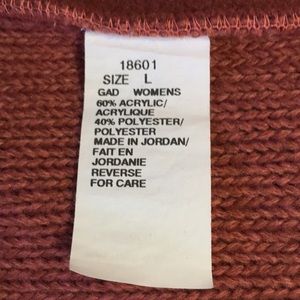 18601
SIZE L
GAD WOMENS
60% ACRYLIC/
ACRYLIQUE
40% POLYESTER/
POLYESTER
MADE IN JORDAN/
FAIT EN
JORDANIE
REVERSE
FOR CARE